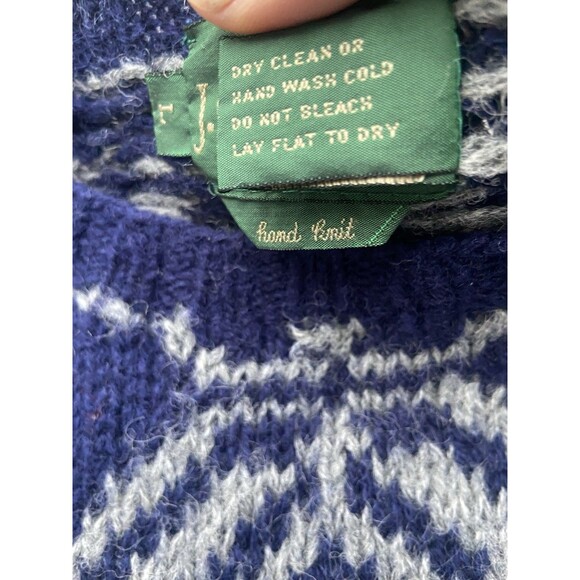 DRY CLEAN OR
HAND WASH COLD
DO NOT BLEACH
LAY FLAT TO DRY
L
J.
hand knit